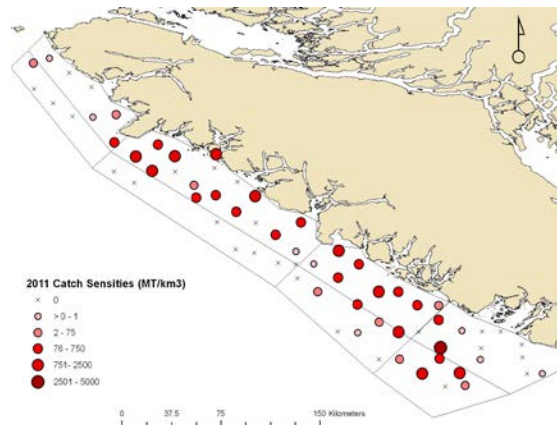 2011 Catch Sensities (MT/km3)
0
> 0 - 1
2 - 75
76 - 750
751- 2500
2501 - 5000
0 37.5 75 150 Kilometers